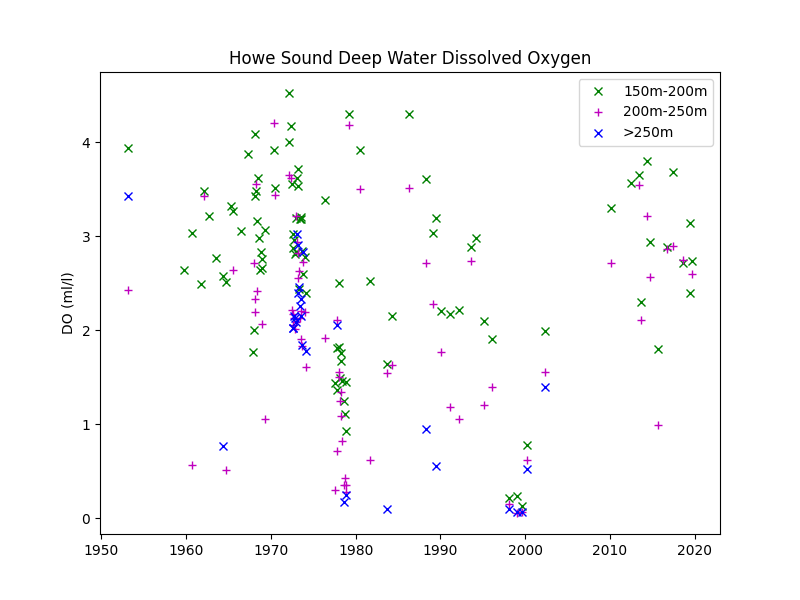 Howe Sound Deep Water Dissolved Oxygen
150m-200m
200m-250m
>250m
DO (ml/l)
4
3
2
1
0
1950 1960 1970 1980 1990 2000 2010 2020